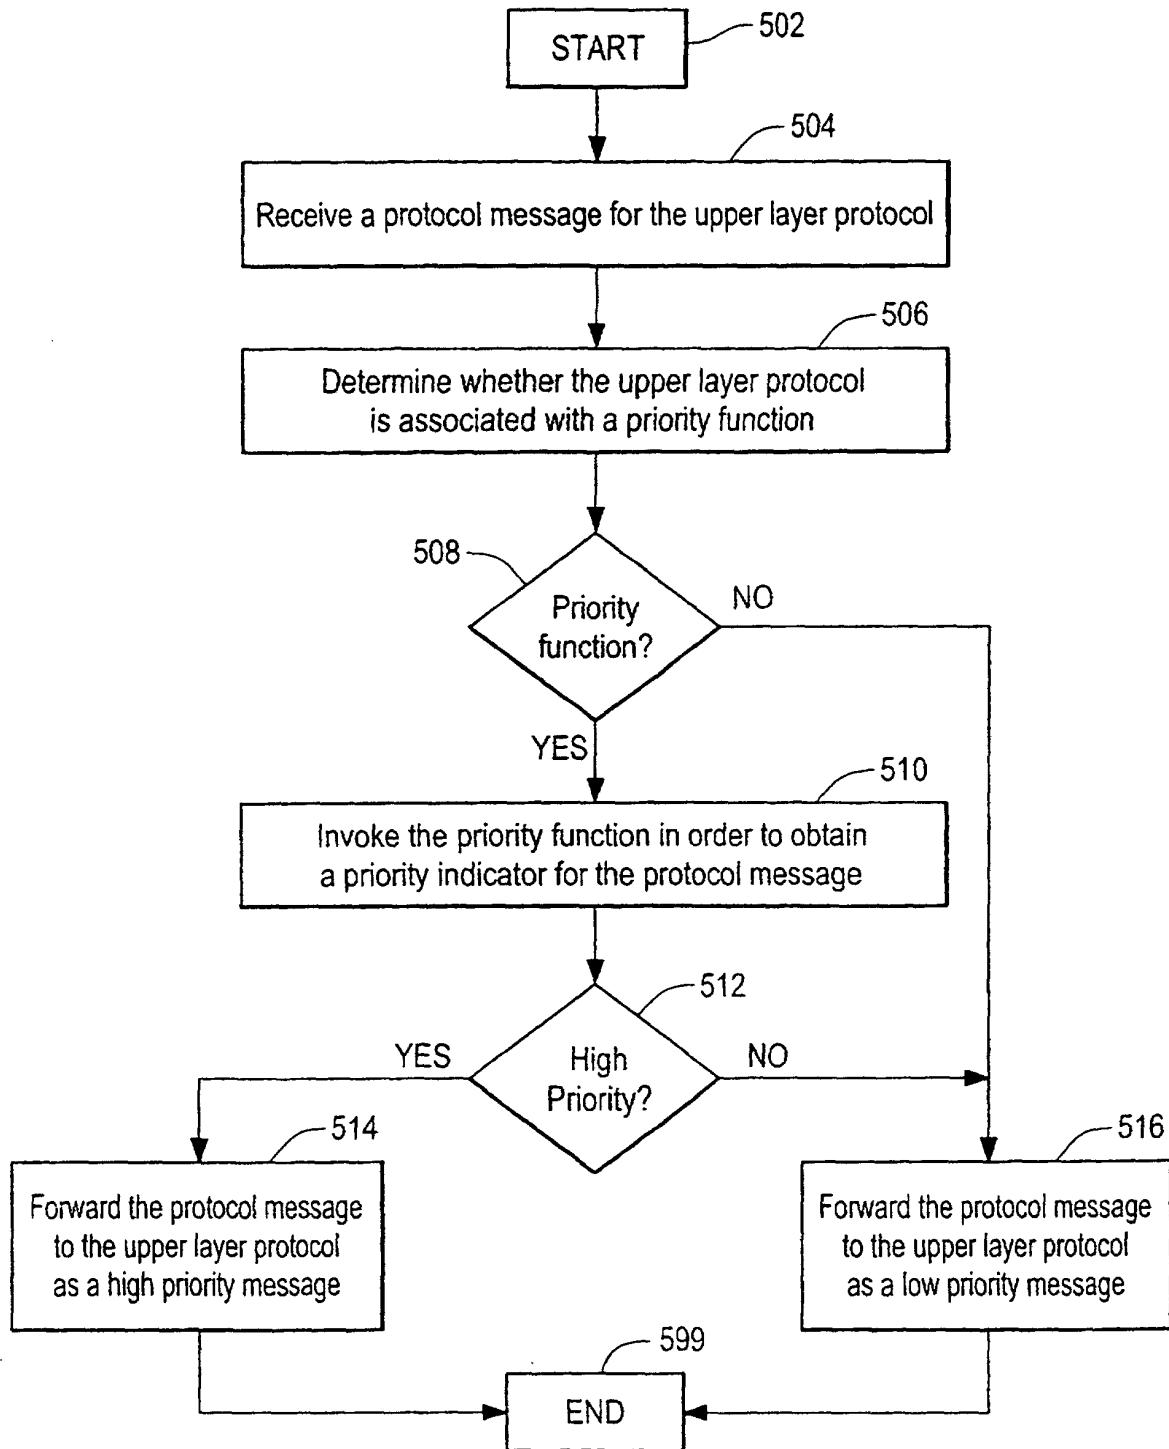 START
502
504
Receive a protocol message for the upper layer protocol
506
Determine whether the upper layer protocol
is associated with a priority function
508
Priority
function?
NO
YES
510
Invoke the priority function in order to obtain
a priority indicator for the protocol message
512
YES
High
Priority?
NO
514
516
Forward the protocol message
to the upper layer protocol
as a high priority message
Forward the protocol message
to the upper layer protocol
as a low priority message
599
END